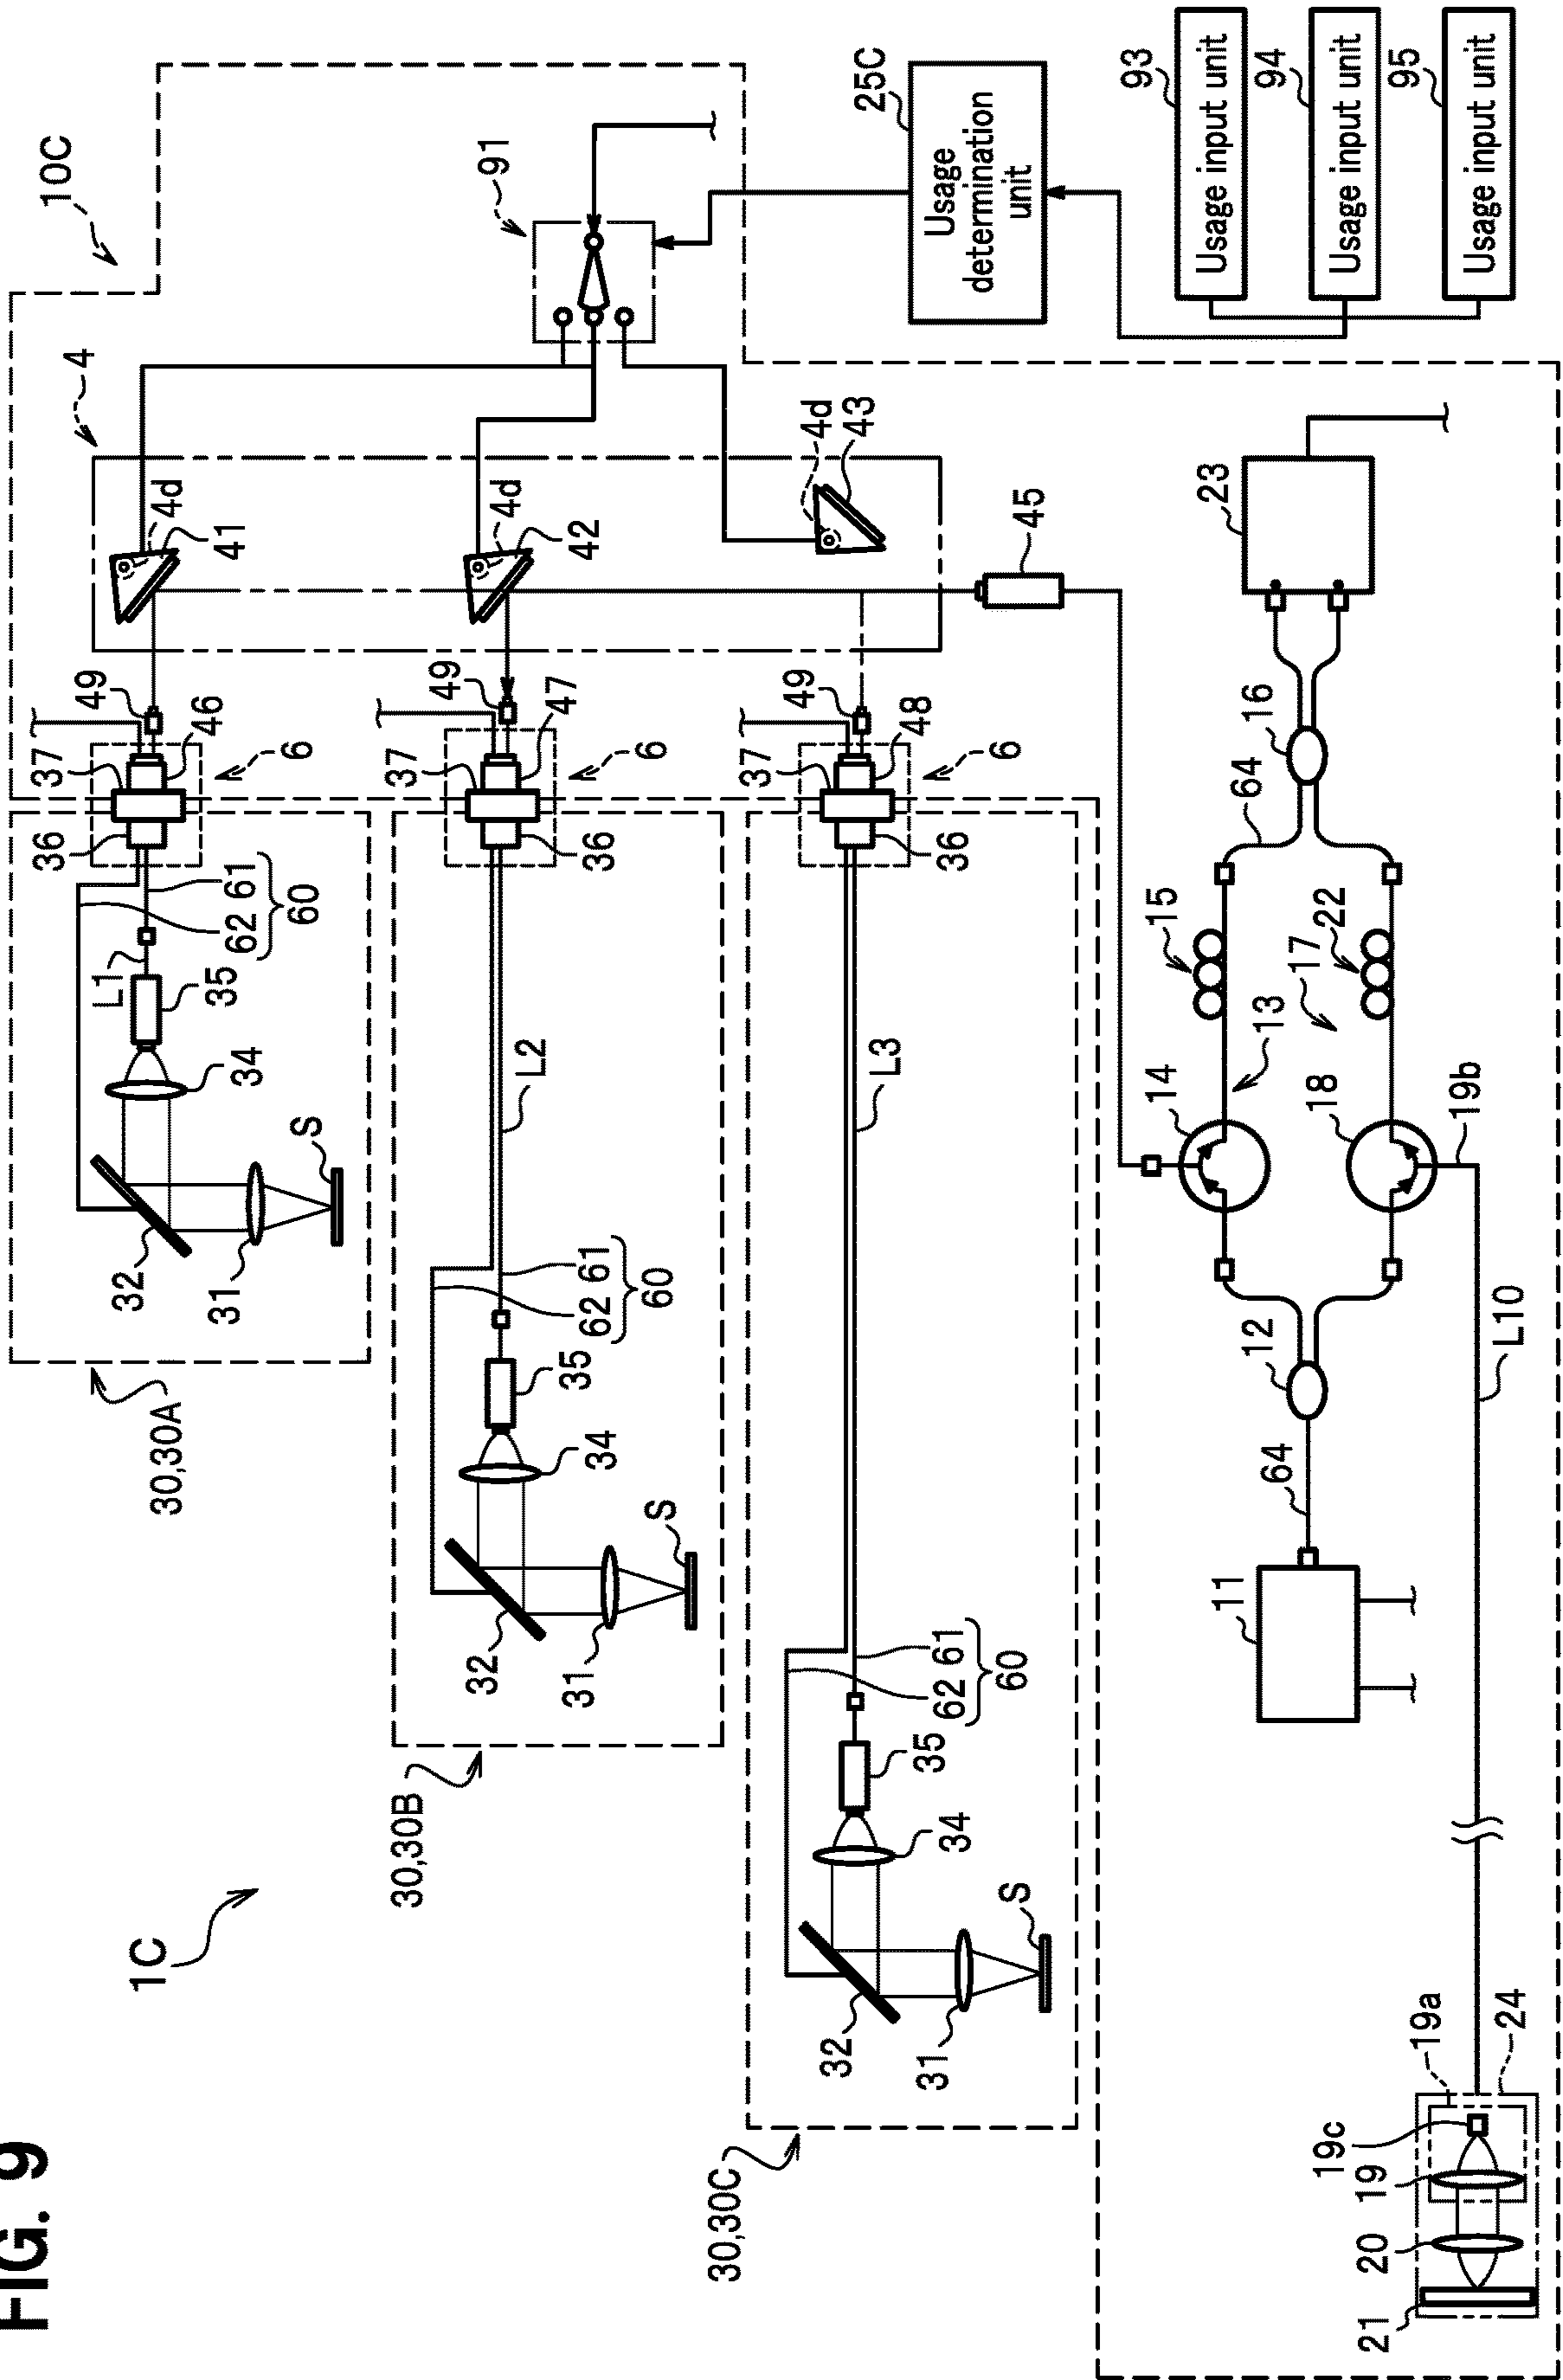 FIG. 9
1C
10C
30,30A
S
31
32
34
35
L1
62 61
60
36
37
46
49
6
4
4d
41
91
30,30B
S
31
32
34
35
L2
62 61
60
36
37
47
49
6
4d
42
25C
Usage
determination
unit
30,30C
S
31
32
34
35
L3
62 61
60
36
37
48
49
6
4d
43
45
93
Usage input unit
94
Usage input unit
95
Usage input unit
11
64
12
14
13
15
17
22
18
19b
64
16
23
L10
19a
24
19c
19
20
21